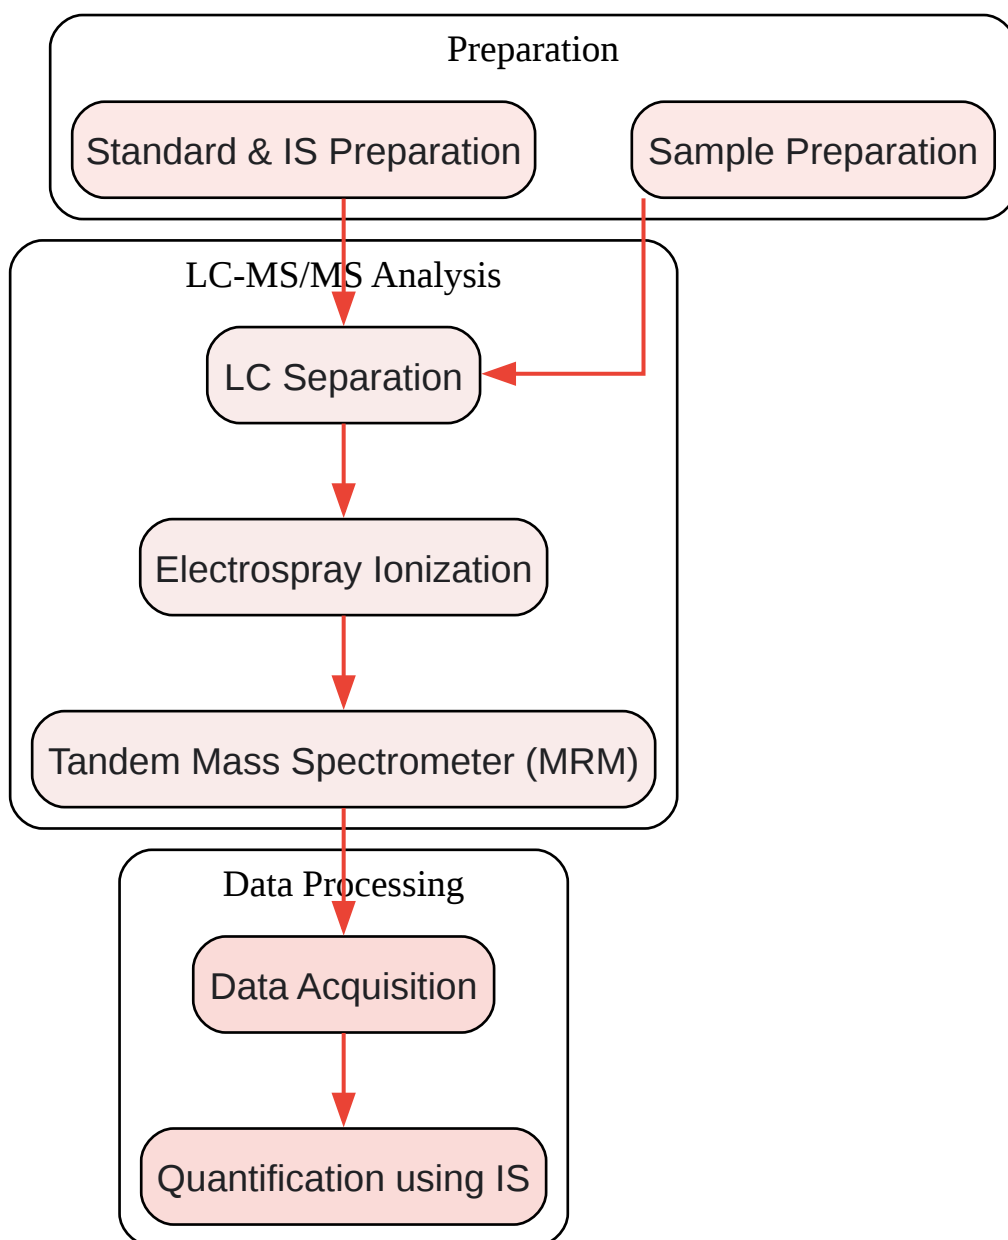 Preparation
Standard & IS Preparation
Sample Preparation
LC-MS/MS Analysis
LC Separation
Electrospray Ionization
Tandem Mass Spectrometer (MRM)
Data Processing
Data Acquisition
Quantification using IS